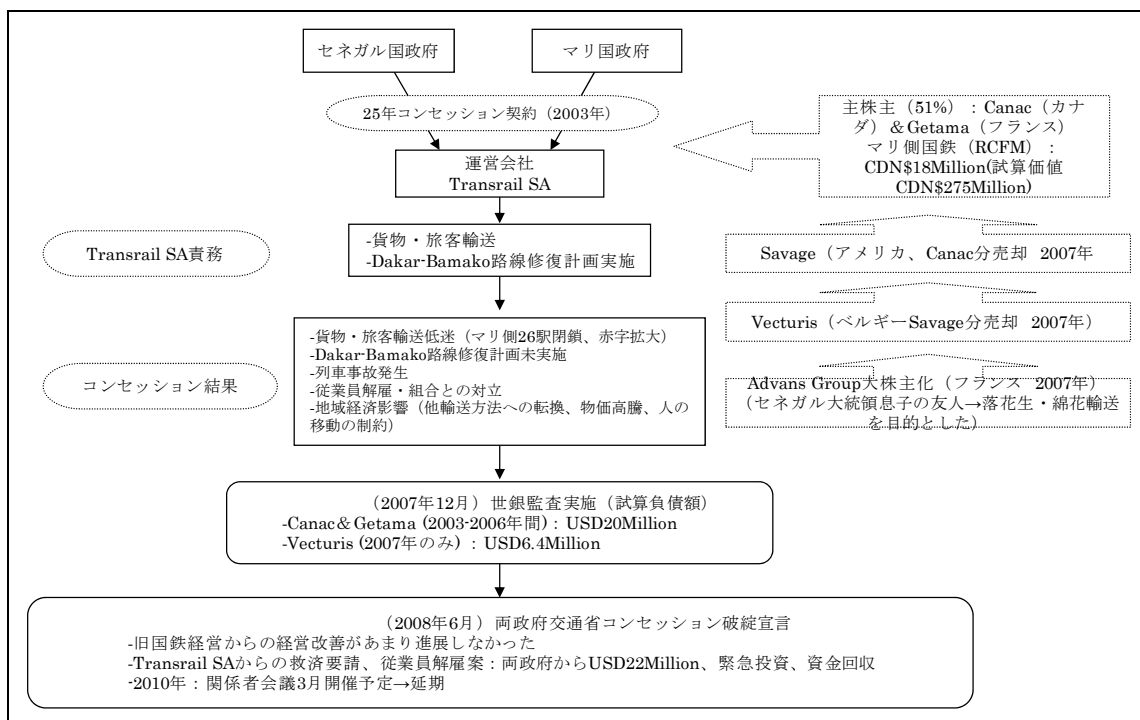 セネガル国政府
マリ国政府
25年コンセッション契約（2003年）
運営会社
Transrail SA
主株主（51%）：Canac（カナ
ダ）＆Getama（フランス）
マリ側国鉄（RCFM）：
CDN$18Million(試算価値
CDN$275Million)
Transrail SA責務
-貨物・旅客輸送
-Dakar-Bamako路線修復計画実施
Savage（アメリカ、Canac分売却 2007年
Vecturis（ベルギーSavage分売却 2007年）
Advans Group大株主化（フランス 2007年）
（セネガル大統領息子の友人→落花生・綿花輸送
を目的とした）
コンセッション結果
-貨物・旅客輸送低迷（マリ側26駅閉鎖、赤字拡大）
-Dakar-Bamako路線修復計画未実施
-列車事故発生
-従業員解雇・組合との対立
-地域経済影響（他輸送方法への転換、物価高騰、人の
移動の制約）
（2007年12月）世銀監査実施（試算負債額）
-Canac＆Getama (2003-2006年間)：USD20Million
-Vecturis (2007年のみ)：USD6.4Million
（2008年6月）両政府交通省コンセッション破綻宣言
-旧国鉄経営からの経営改善があまり進展しなかった
-Transrail SAからの救済要請、従業員解雇案：両政府からUSD22Million、緊急投資、資金回収
-2010年：関係者会議3月開催予定→延期